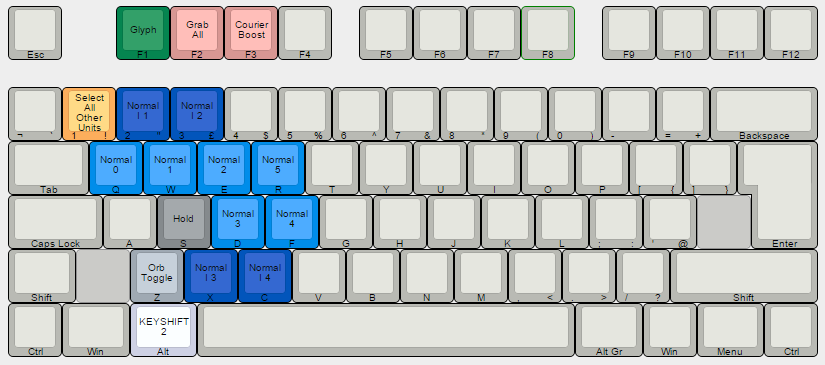 Glyph
Grab
All
Courier
Boost
Esc F1 F2 F3 F4 F5 F6 F7 F8 F9 F10 F11 F12
Select
All
Other
Units
Normal
I 1
Normal
I 2
¬ ` 1 ! 2 " 3 £ 4 $ 5 % 6 ^ 7 & 8 * 9 ( 0 ) - = + Backspace
Normal
0
Normal
1
Normal
2
Normal
5
Tab Q W E R T Y U I O P [ { ] }
Hold
Normal
3
Normal
4
Caps Lock A S D F G H J K L ; : ' @ Enter
Orb
Toggle
Normal
I 3
Normal
I 4
Shift Z X C V B N M , < . > / ? Shift
KEYSHIFT
2
Ctrl Win Alt Alt Gr Win Menu Ctrl